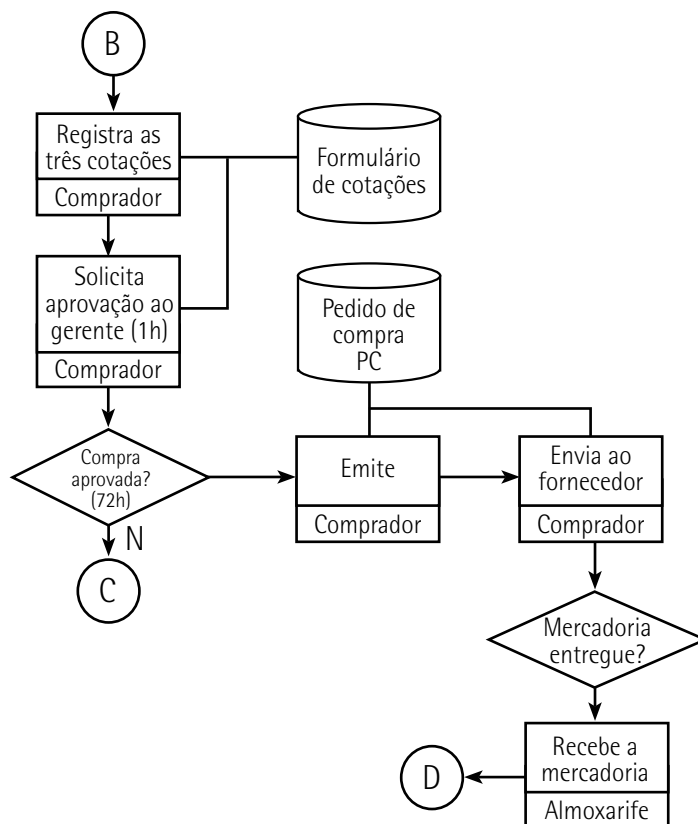 B
Registra as
três cotações
Comprador
Formulário
de cotações
Solicita
aprovação ao
gerente (1h)
Comprador
Pedido de
compra
PC
Compra
aprovada?
(72h)
N
C
Emite
Comprador
Envia ao
fornecedor
Comprador
Mercadoria
entregue?
Recebe a
mercadoria
Almoxarife
D